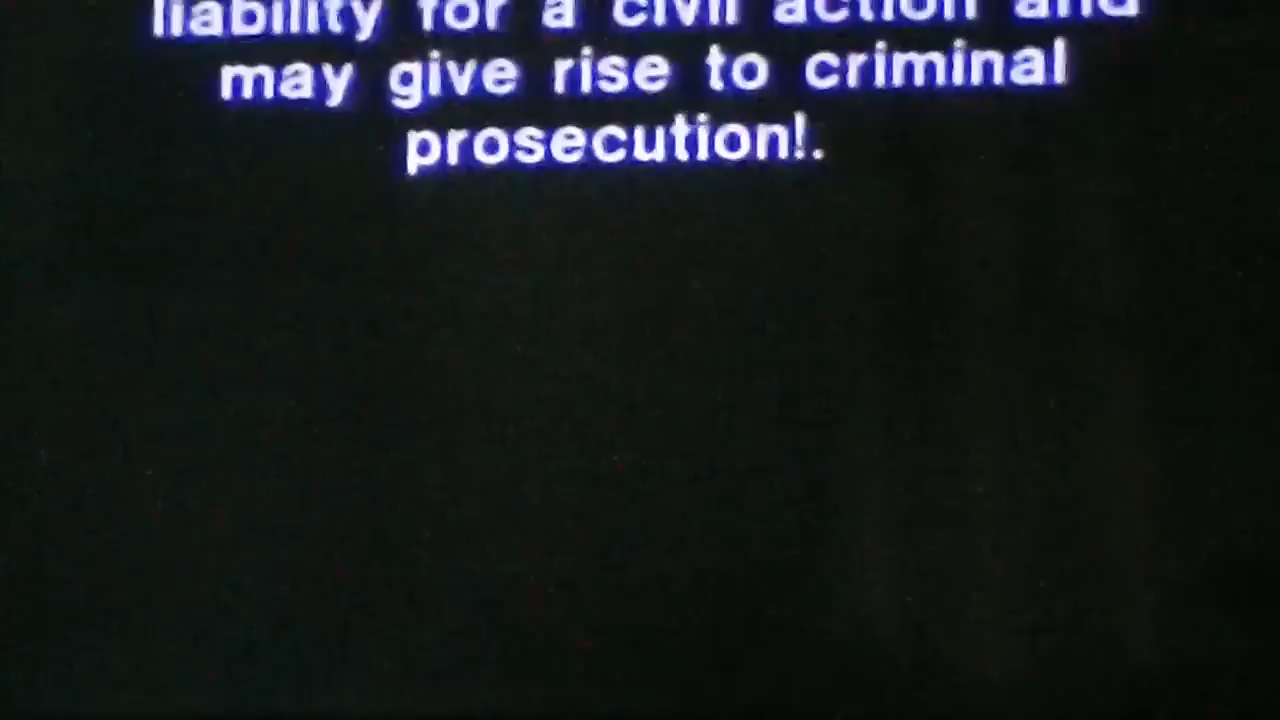 liability for a civil action and
may give rise to criminal
prosecution!.